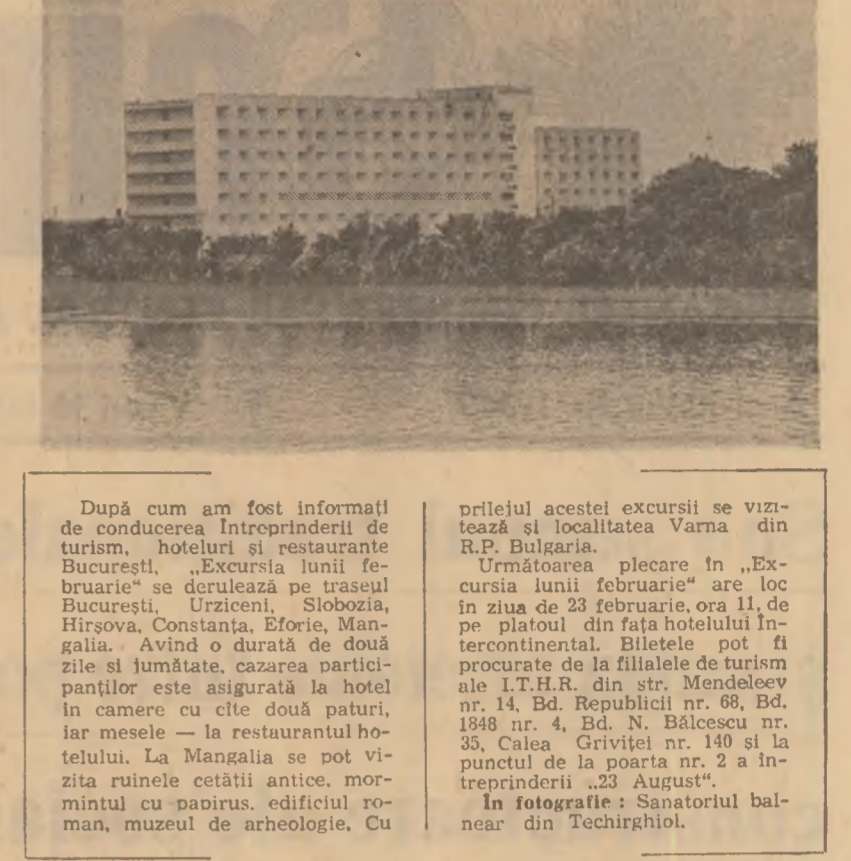 După cum am fost informați
de conducerea Întreprinderii de
turism, hoteluri și restaurante
București, „Excursia lunii fe-
bruarie“ se derulează pe traseul
București, Urziceni, Slobozia,
Hîrșova, Constanța, Eforie, Man-
galia. Avînd o durată de două
zile și jumătate, cazarea partici-
panților este asigurată la hotel
în camere cu cîte două paturi,
iar mesele — la restaurantul ho-
telului. La Mangalia se pot vi-
zita ruinele cetății antice, mor-
mîntul cu papirus, edificiul ro-
man, muzeul de arheologie. Cu
prilejul acestei excursii se vizi-
tează și localitatea Varna din
R.P. Bulgaria.
Următoarea plecare în „Ex-
cursia lunii februarie“ are loc
în ziua de 23 februarie, ora 11, de
pe platoul din fața hotelului In-
tercontinental. Biletele pot fi
procurate de la filialele de turism
ale I.T.H.R. din str. Mendeleev
nr. 14, Bd. Republicii nr. 68, Bd.
1848 nr. 4, Bd. N. Bălcescu nr.
35, Calea Griviței nr. 140 și la
punctul de la poarta nr. 2 a în-
treprinderii „23 August“.
În fotografie : Sanatoriul bal-
near din Techirghiol.